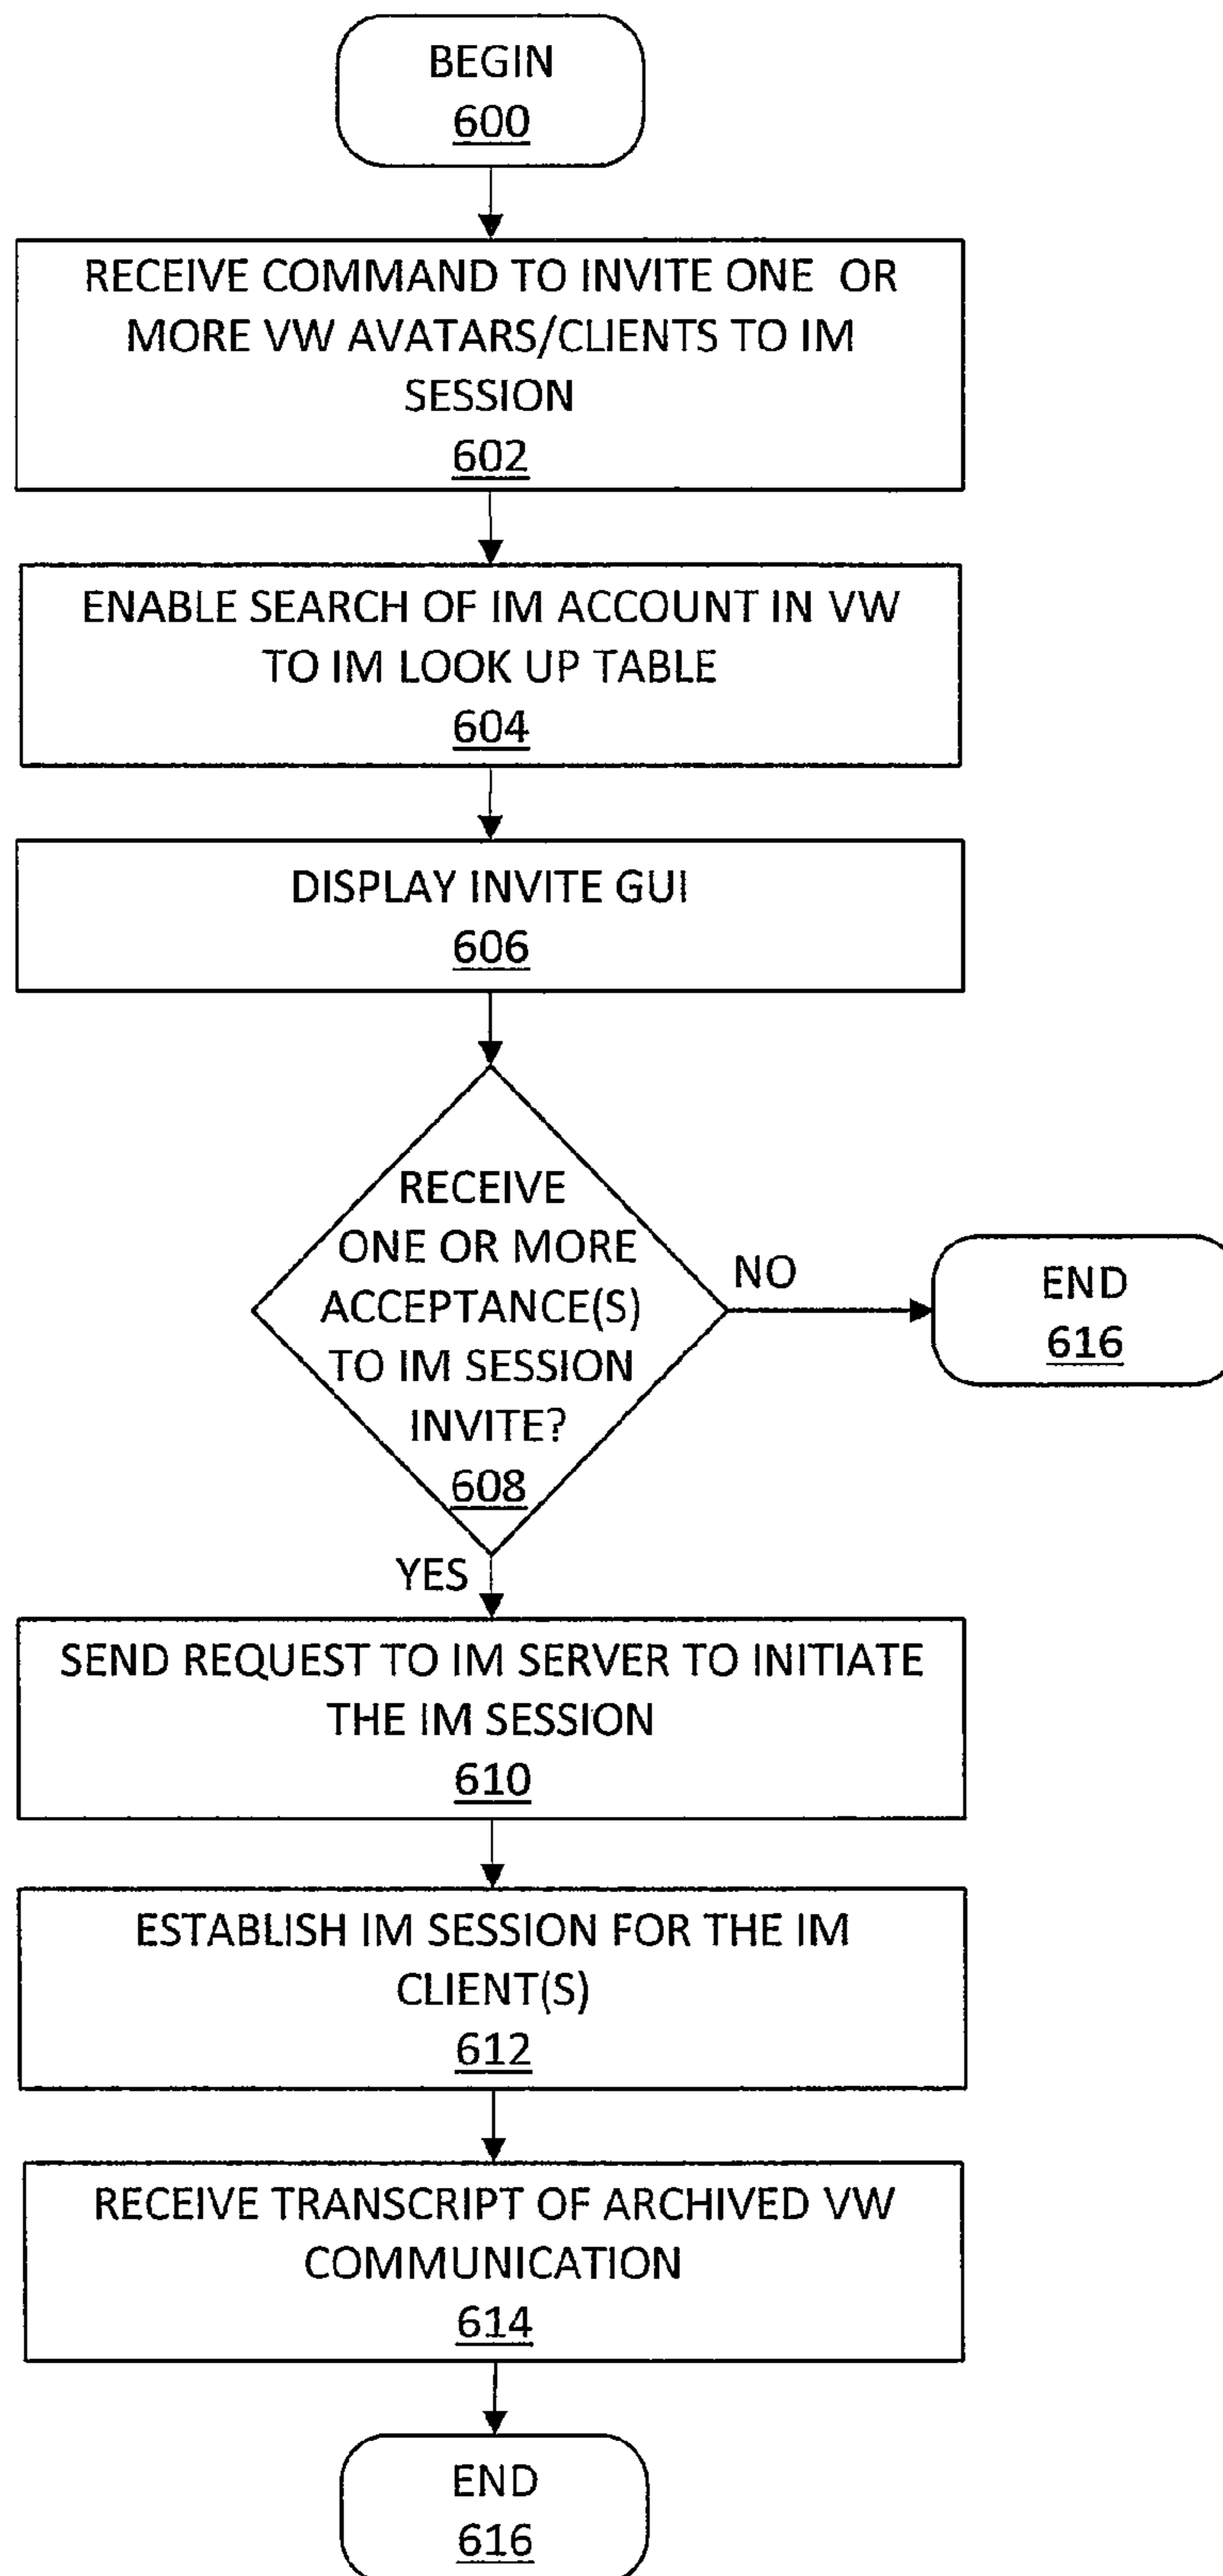 BEGIN
600
RECEIVE COMMAND TO INVITE ONE OR
MORE VW AVATARS/CLIENTS TO IM
SESSION
602
ENABLE SEARCH OF IM ACCOUNT IN VW
TO IM LOOK UP TABLE
604
DISPLAY INVITE GUI
606
RECEIVE
ONE OR MORE
ACCEPTANCE(S)
TO IM SESSION
INVITE?
608
NO
END
616
YES
SEND REQUEST TO IM SERVER TO INITIATE
THE IM SESSION
610
ESTABLISH IM SESSION FOR THE IM
CLIENT(S)
612
RECEIVE TRANSCRIPT OF ARCHIVED VW
COMMUNICATION
614
END
616